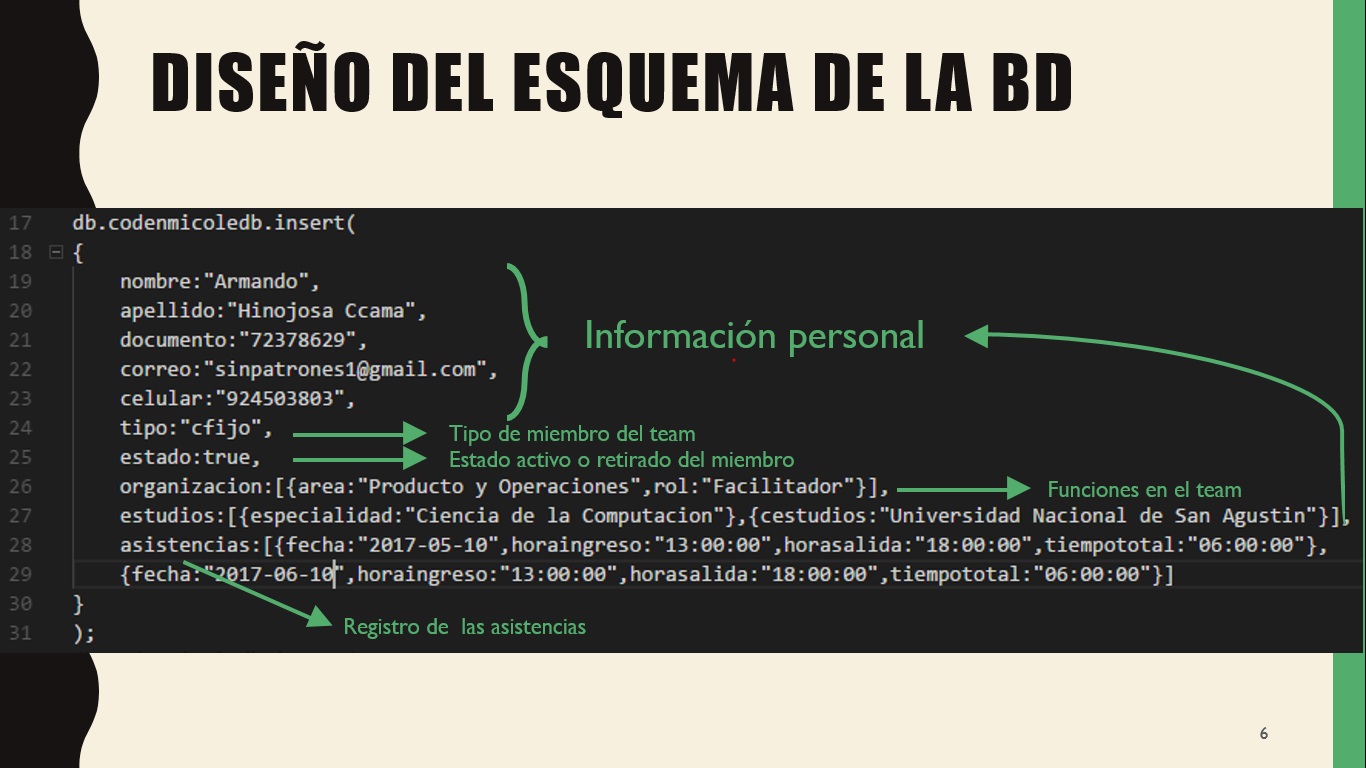 DISEÑO DEL ESQUEMA DE LA BD
17 db.codenmicoledb.insert(
18 {
19 nombre:"Armando",
20 apellido:"Hinojosa Ccama",
21 documento:"72378629",
22 correo:"sinpatrones1@gmail.com",
23 celular:"924503803",
Información personal
24 tipo:"cfijo", Tipo de miembro del team
25 estado:true, Estado activo o retirado del miembro
26 organizacion:[{area:"Producto y Operaciones",rol:"Facilitador"}], Funciones en el team
27 estudios:[{especialidad:"Ciencia de la Computacion"},{cestudios:"Universidad Nacional de San Agustin"}],
28 asistencias:[{fecha:"2017-05-10",horaingreso:"13:00:00",horasalida:"18:00:00",tiempototal:"06:00:00"},
29 {fecha:"2017-06-10",horaingreso:"13:00:00",horasalida:"18:00:00",tiempototal:"06:00:00"}]
30 }
31 );
Registro de las asistencias
6